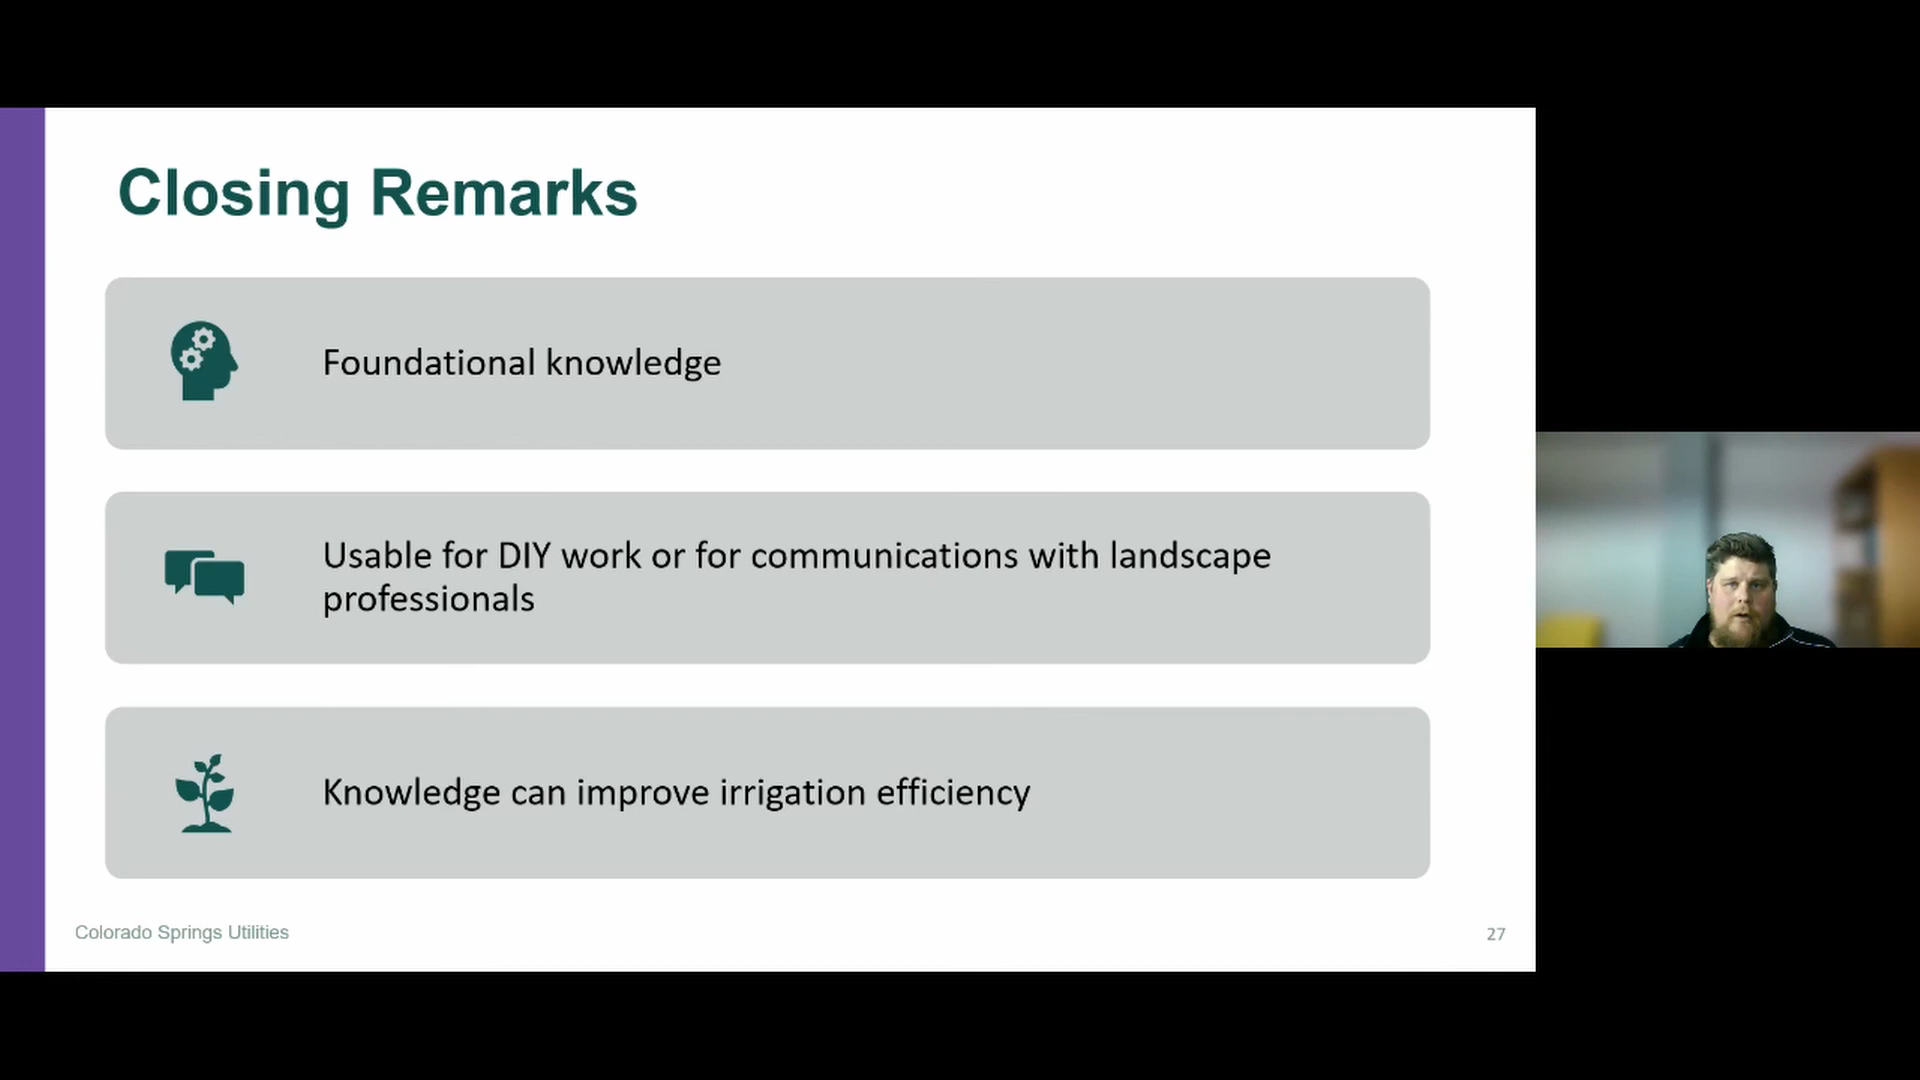 Closing Remarks
Foundational knowledge
Usable for DIY work or for communications with landscape
professionals
Knowledge can improve irrigation efficiency
Colorado Springs Utilities
27